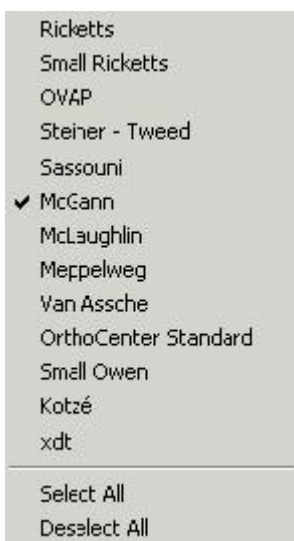 Ricketts
Small Ricketts
OVAP
Steiner - Tweed
Sassouni
McGann
McLaughlin
Meppelweg
Van Assche
OrthoCenter Standard
Small Owen
Kotzé
xdt
Select All
Deselect All